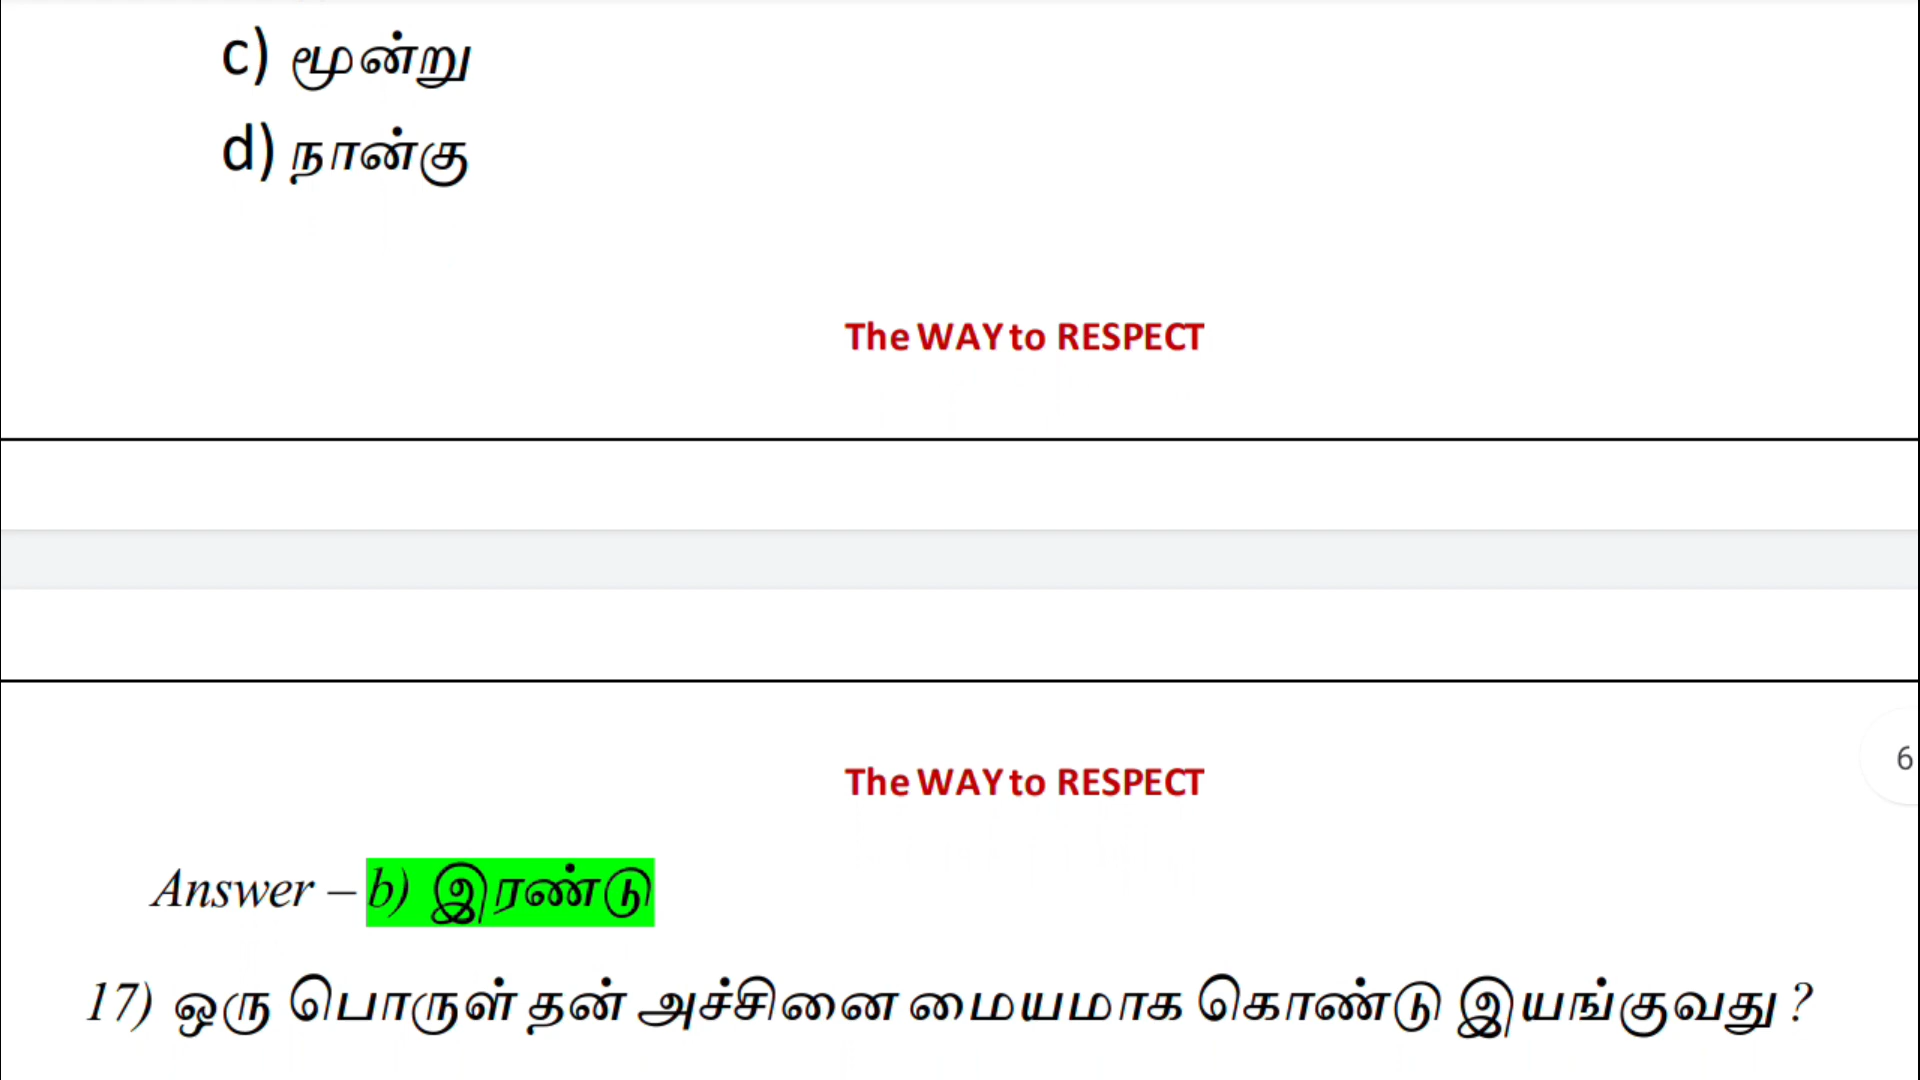 c) மூன்று
d) நான்கு
The WAY to RESPECT
The WAY to RESPECT
6
Answer – b) இரண்டு
17) ஒரு பொருள் தன் அச்சினை மையமாக கொண்டு இயங்குவது ?